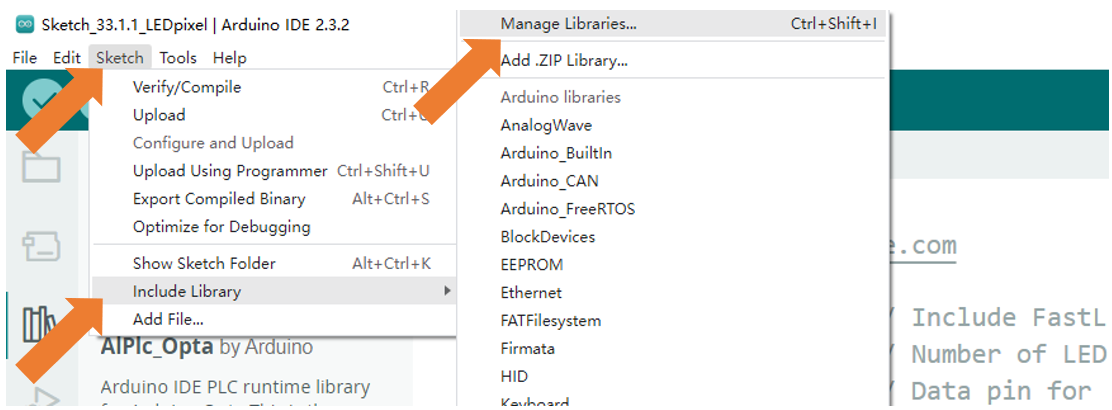 Sketch_33.1.1_LEDpixel | Arduino IDE 2.3.2
File Edit Sketch Tools Help
Verify/Compile Ctrl+R
Upload
Configure and Upload
Upload Using Programmer Ctrl+Shift+U
Export Compiled Binary Alt+Ctrl+S
Optimize for Debugging
Show Sketch Folder Alt+Ctrl+K
Include Library
Add File...
AIPlc_Opta by Arduino
Arduino IDE PLC runtime library
Manage Libraries... Ctrl+Shift+I
Add .ZIP Library...
Arduino libraries
AnalogWave
Arduino_BuiltIn
Arduino_CAN
Arduino_FreeRTOS
BlockDevices
EEPROM
Ethernet
FATFilesystem
Firmata
HID
Keyboard
e.com
/ Include FastL
/ Number of LED
/ Data pin for